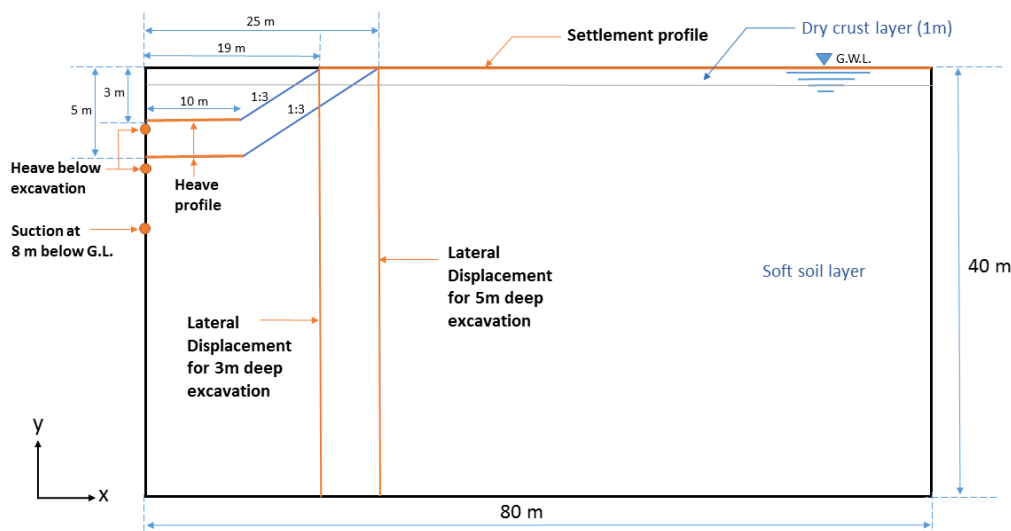 25 m
19 m
Settlement profile
Dry crust layer (1m)
G.W.L.
3 m
5 m
10 m
1:3
1:3
Heave below
excavation
Heave
profile
Suction at
8 m below G.L.
Lateral
Displacement
for 5m deep
excavation
Soft soil layer
40 m
Lateral
Displacement
for 3m deep
excavation
y
x
80 m